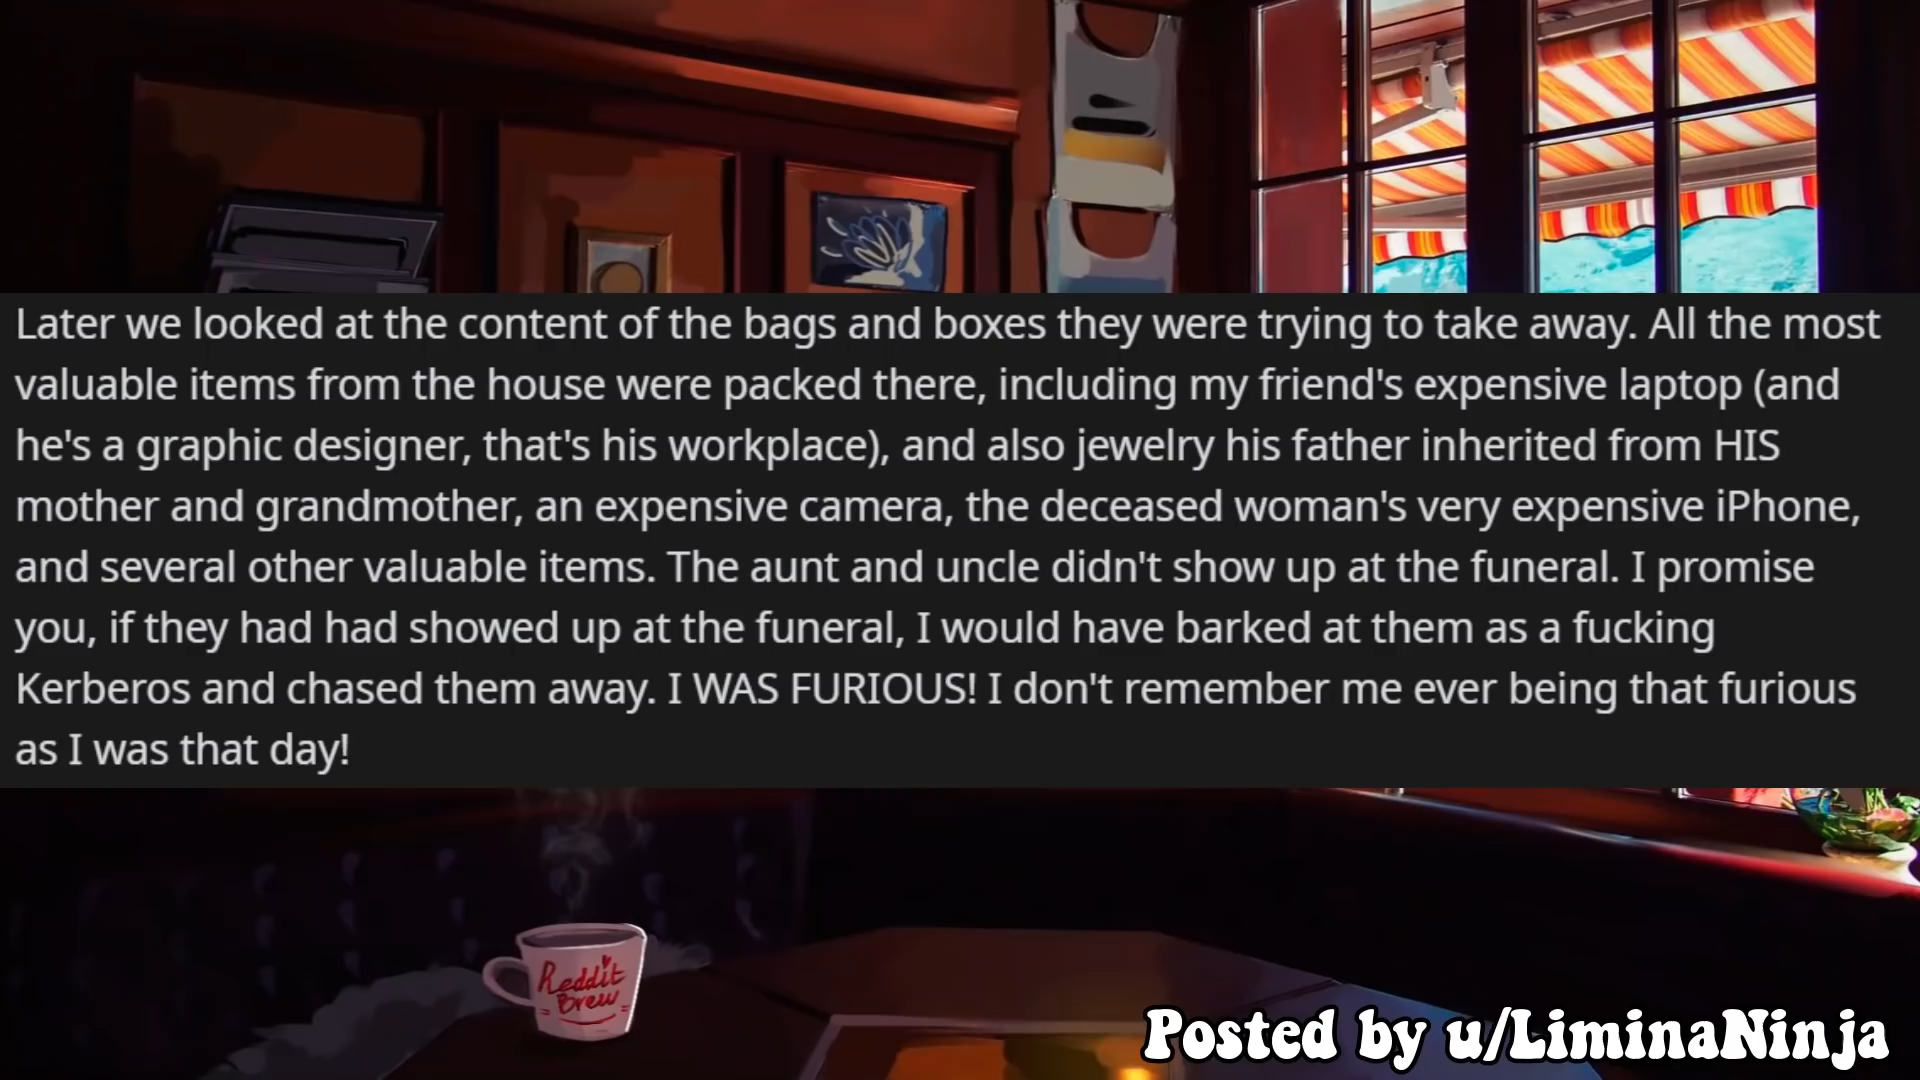 Later we looked at the content of the bags and boxes they were trying to take away. All the most
valuable items from the house were packed there, including my friend's expensive laptop (and
he's a graphic designer, that's his workplace), and also jewelry his father inherited from HIS
mother and grandmother, an expensive camera, the deceased woman's very expensive iPhone,
and several other valuable items. The aunt and uncle didn't show up at the funeral. I promise
you, if they had had showed up at the funeral, I would have barked at them as a fucking
Kerberos and chased them away. I WAS FURIOUS! I don't remember me ever being that furious
as I was that day!
Reddit
Brew
Posted by u/LiminaNinja